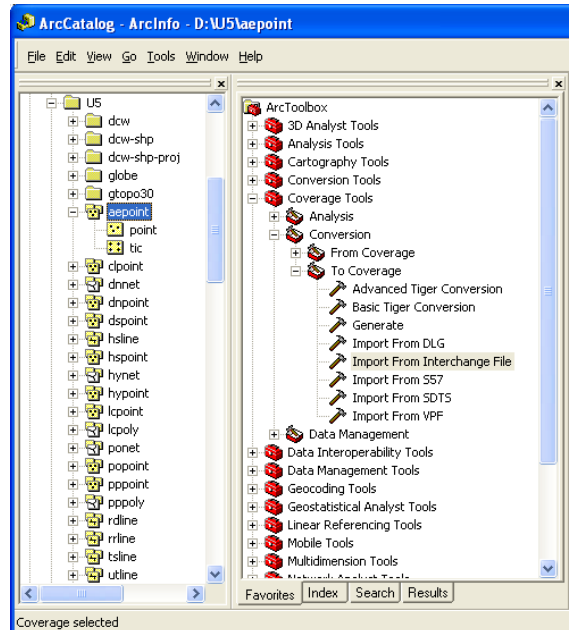 ArcCatalog - ArcInfo - D:\U5\aepoint
File Edit View Go Tools Window Help
U5
dcw
dcw-shp
dcw-shp-proj
globe
gtopo30
aepoint
point
tic
clpoint
dnnet
dnpoint
dspoint
hsline
hspoint
hynet
hypoint
lcpoint
lcpoly
ponet
popoint
pppoint
pppoly
rdline
rrline
tsline
utline
ArcToolbox
3D Analyst Tools
Analysis Tools
Cartography Tools
Conversion Tools
Coverage Tools
Analysis
Conversion
From Coverage
To Coverage
Advanced Tiger Conversion
Basic Tiger Conversion
Generate
Import From DLG
Import From Interchange File
Import From S57
Import From SDTS
Import From VPF
Data Management
Data Interoperability Tools
Data Management Tools
Geocoding Tools
Geostatistical Analyst Tools
Linear Referencing Tools
Mobile Tools
Multidimension Tools
Network Analyst Tools
Favorites Index Search Results
Coverage selected